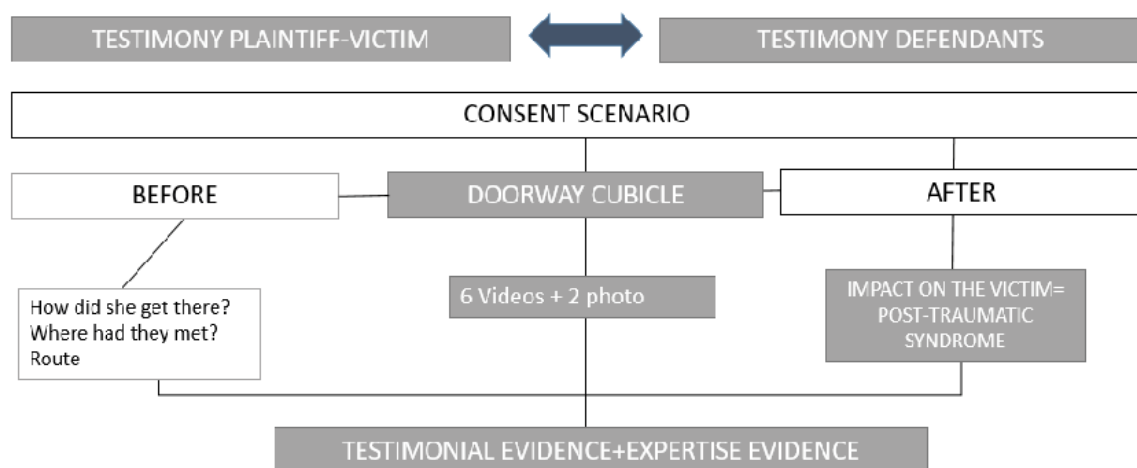 TESTIMONY PLAINTIFF-VICTIM
TESTIMONY DEFENDANTS
CONSENT SCENARIO
BEFORE
DOORWAY CUBICLE
AFTER
How did she get there?
Where had they met?
Route
6 Videos + 2 photo
IMPACT ON THE VICTIM=
POST-TRAUMATIC
SYNDROME
TESTIMONIAL EVIDENCE+EXPERTISE EVIDENCE